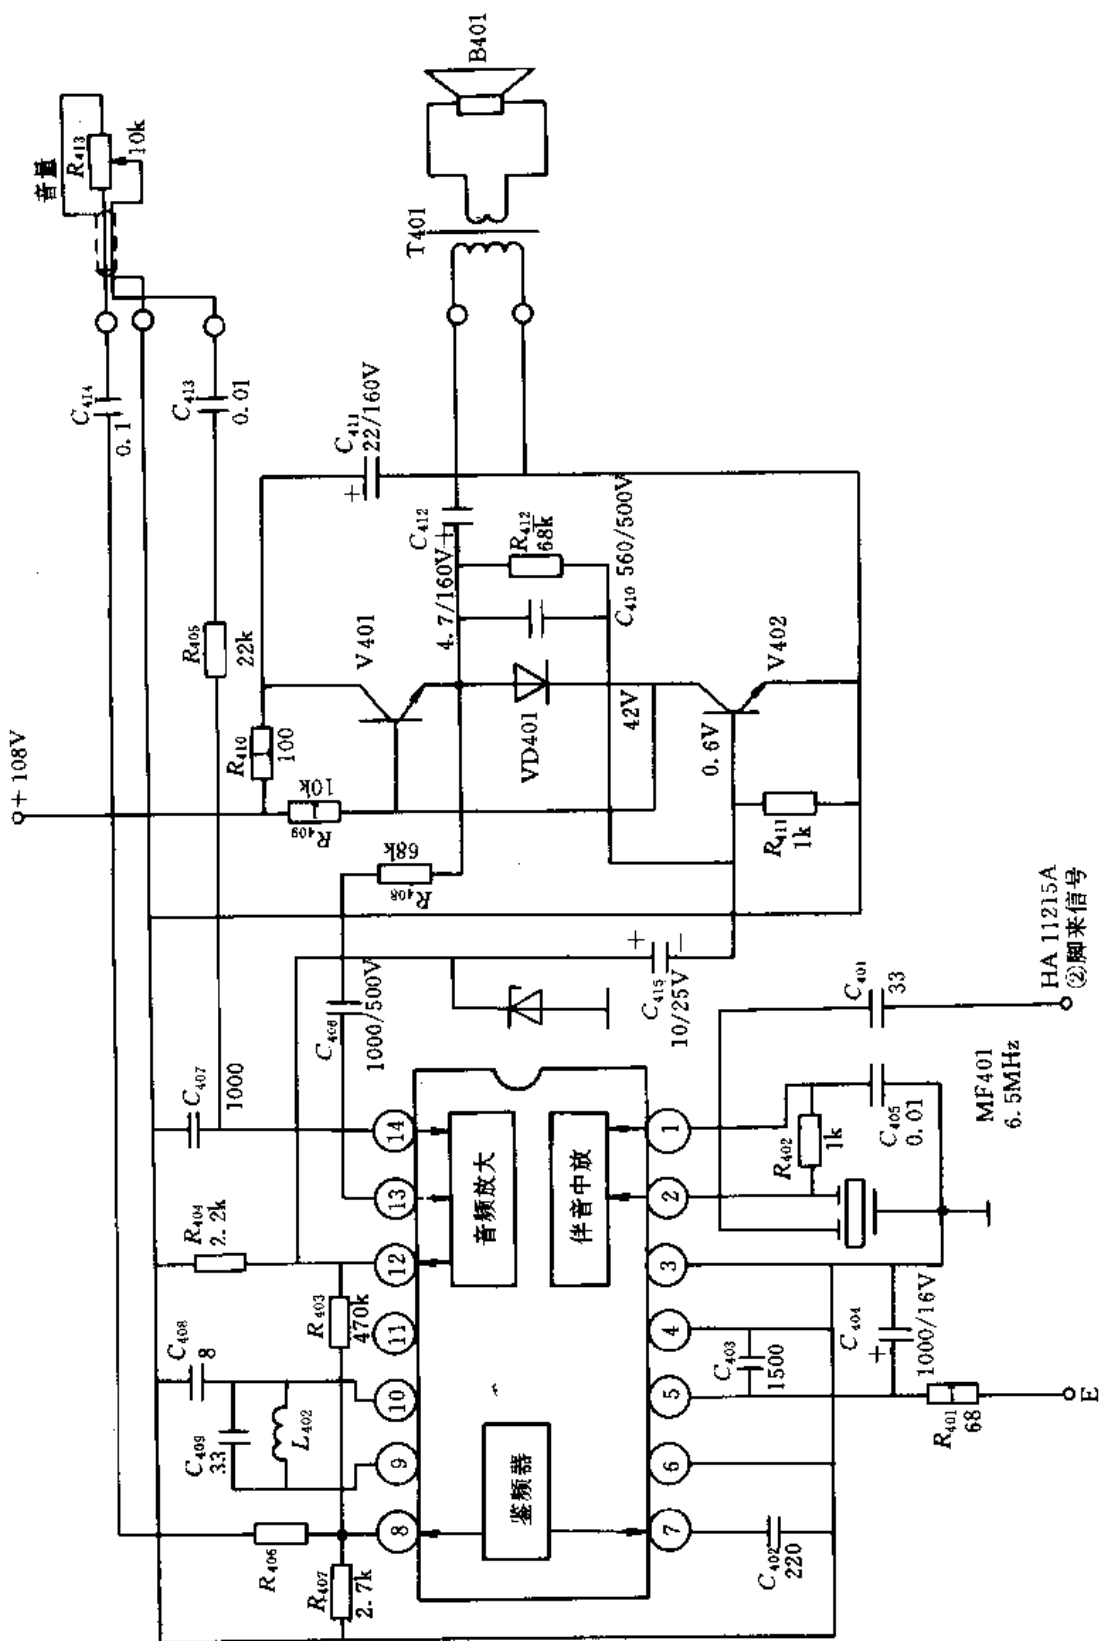 +108V
音量
R413
10k
C414
0.1
C413
0.01
R405
22k
R410
100
R409
10k
C411
22/160V
+
V401
C412
+
4.7/160V
R412
68k
C410 560/500V
VD401
42V
V402
0.6V
R411
1k
T401
B401
R408
68k
C406
1000/500V
C407
1000
R404
2.2k
R403
470k
C408
8
C409
33
L402
R406
R407
2.7k
+
−
C415
10/25V
14
13
12
11
10
9
8
音频放大
伴音中放
鉴频器
1
2
3
4
5
6
7
C401
33
HA 11215A
②脚来信号
C405
0.01
R402
1k
MF401
6.5MHz
C404
+
1000/16V
C403
1500
R401
68
E
C402
220